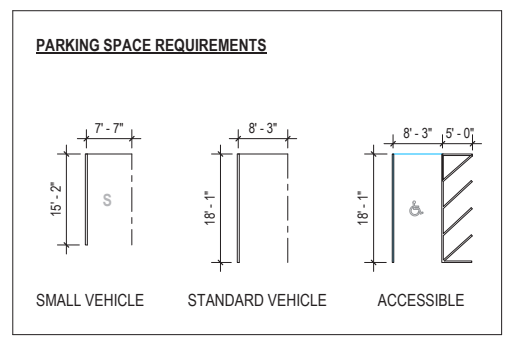 PARKING SPACE REQUIREMENTS
7' - 7"
15' - 2"
S
SMALL VEHICLE
8' - 3"
18' - 1"
STANDARD VEHICLE
8' - 3" 5' - 0"
18' - 1"
ACCESSIBLE